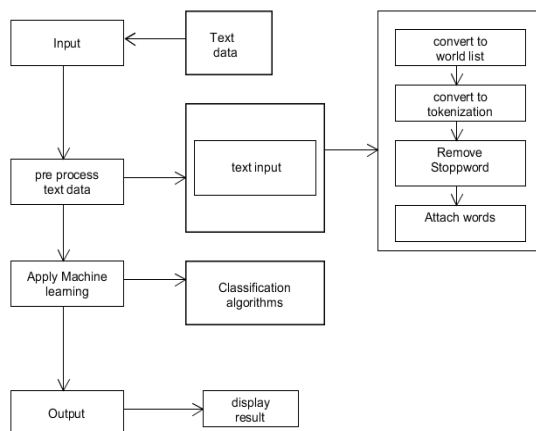 Input
Text
data
convert to
world list
convert to
tokenization
pre process
text data
text input
Remove
Stoppword
Attach words
Apply Machine
learning
Classification
algorithms
Output
display
result